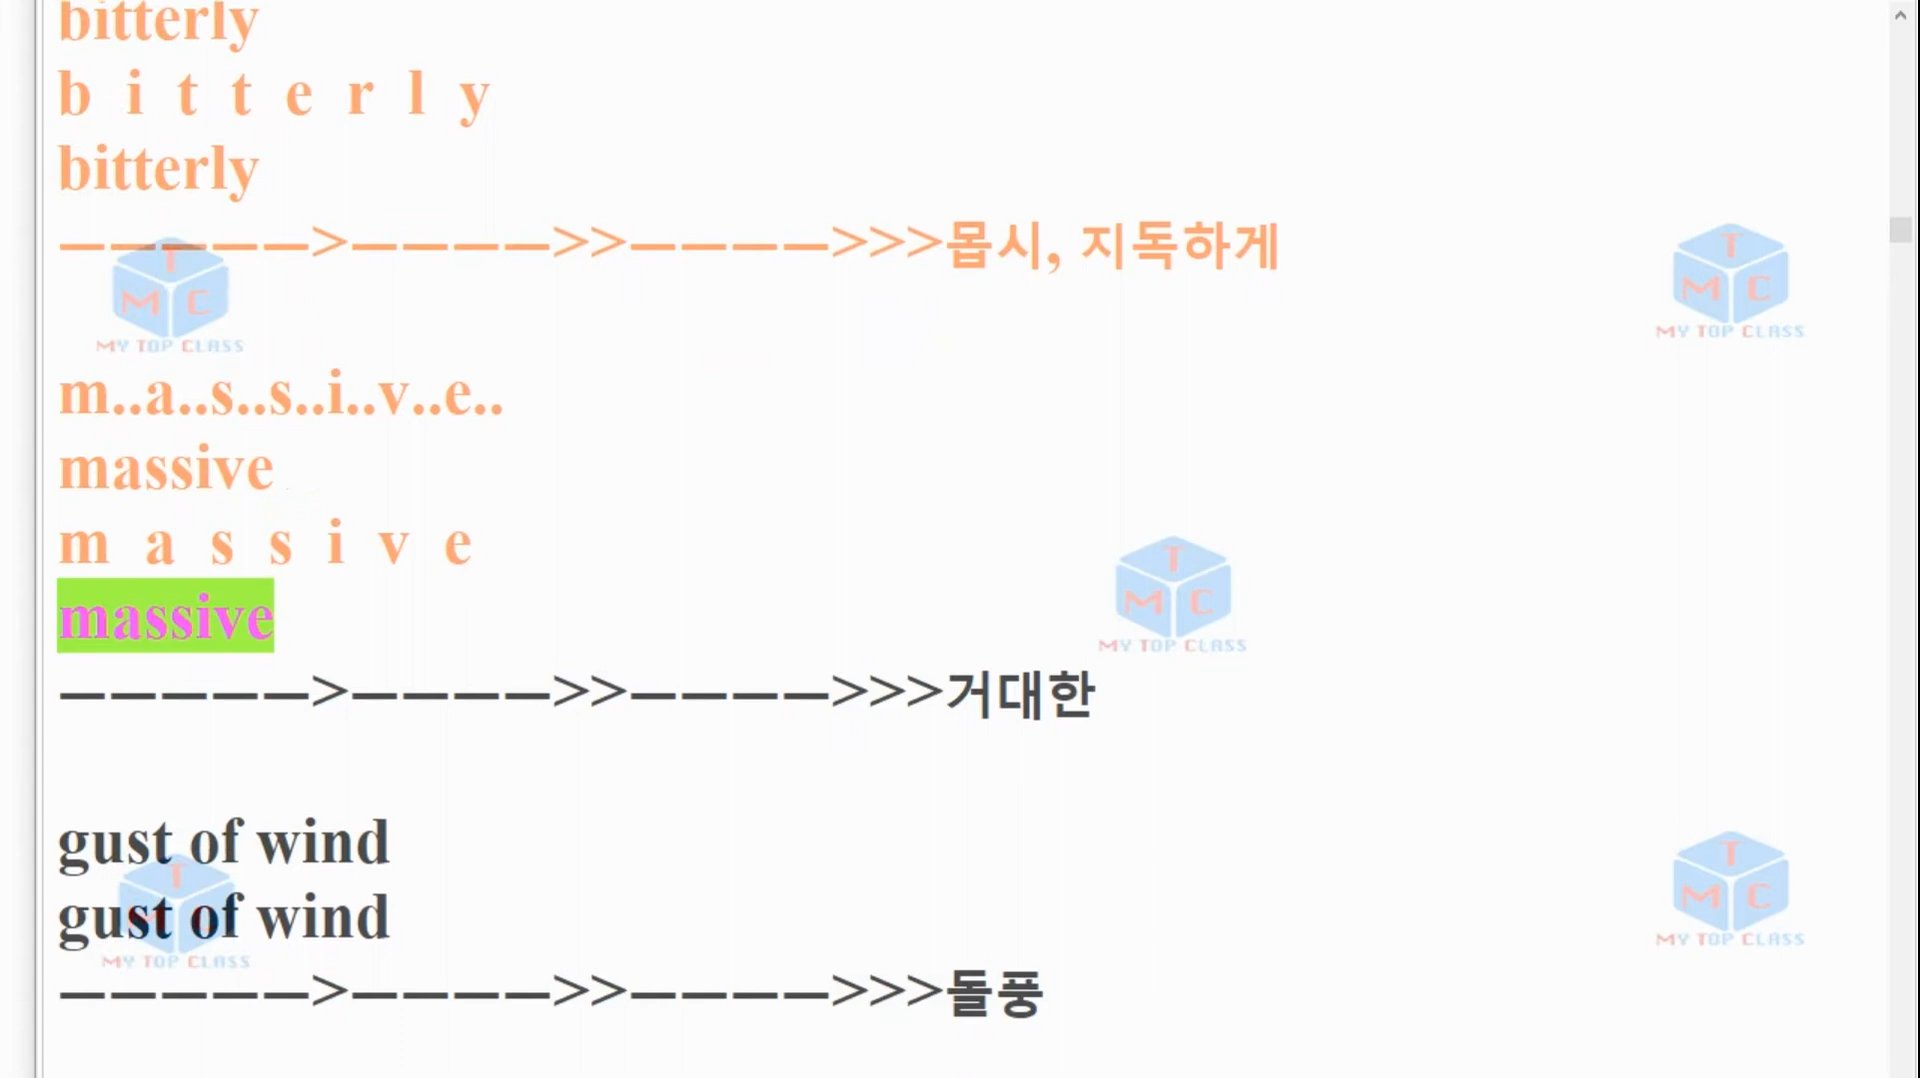 bitterly
b i t t e r l y
bitterly
—————>————>>————>>>몹시, 지독하게
T
M C
MY TOP CLASS
T
M C
MY TOP CLASS
m..a..s..s..i..v..e..
massive
m a s s i v e
massive
T
M C
MY TOP CLASS
—————>————>>————>>>거대한
gust of wind
gust of wind
T
M C
MY TOP CLASS
T
M C
MY TOP CLASS
—————>————>>————>>>돌풍